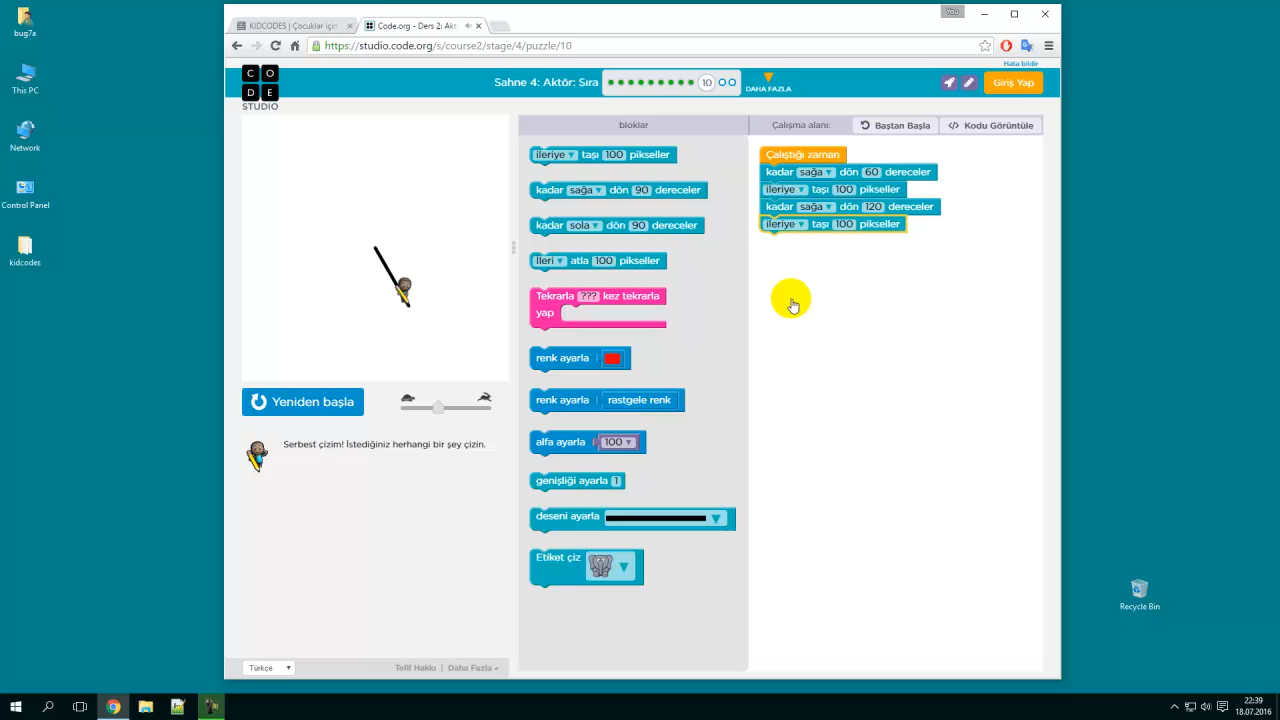 bug7a
This PC
Network
Control Panel
kidcodes
Recycle Bin
You
KIDCODES | Çocuklar için
Code.org - Ders 2: Akt
https://studio.code.org/s/course2/stage/4/puzzle/10
Hata bildir
C O
D E
STUDIO
Sahne 4: Aktör: Sıra
10
DAHA FAZLA
Giriş Yap
bloklar
Çalışma alanı:
Baştan Başla
</> Kodu Görüntüle
ileriye taşı 100 pikseller
kadar sağa dön 90 dereceler
kadar sola dön 90 dereceler
İleri atla 100 pikseller
Tekrarla ??? kez tekrarla
yap
renk ayarla
renk ayarla rastgele renk
alfa ayarla 100
genişliği ayarla 1
deseni ayarla
Etiket çiz
Çalıştığı zaman
kadar sağa dön 60 dereceler
ileriye taşı 100 pikseller
kadar sağa dön 120 dereceler
ileriye taşı 100 pikseller
Yeniden başla
Serbest çizim! İstediğiniz herhangi bir şey çizin.
Türkçe
Telif Hakkı | Daha Fazla
22:39
18.07.2016